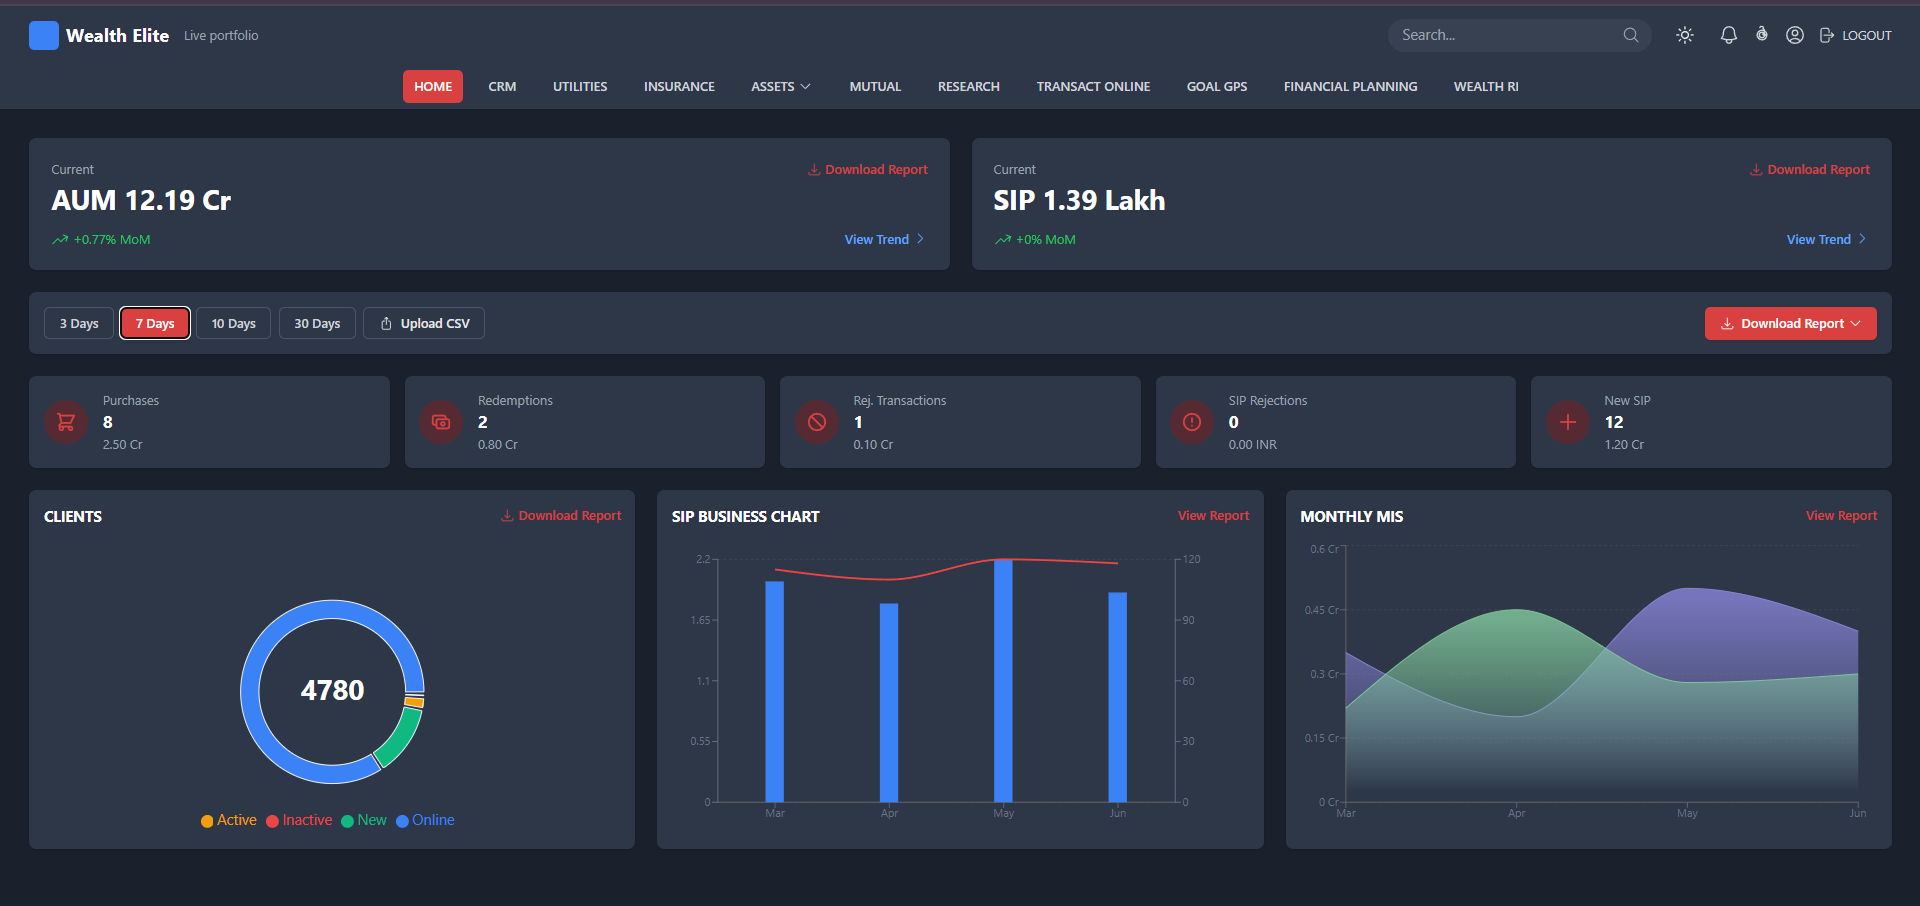 Wealth Elite Live portfolio Search... LOGOUT
HOME CRM UTILITIES INSURANCE ASSETS MUTUAL RESEARCH TRANSACT ONLINE GOAL GPS FINANCIAL PLANNING WEALTH RI
Current Download Report
AUM 12.19 Cr
+0.77% MoM View Trend
Current Download Report
SIP 1.39 Lakh
+0% MoM View Trend
3 Days 7 Days 10 Days 30 Days Upload CSV Download Report
Purchases
8
2.50 Cr
Redemptions
2
0.80 Cr
Rej. Transactions
1
0.10 Cr
SIP Rejections
0
0.00 INR
New SIP
12
1.20 Cr
CLIENTS Download Report
4780
Active Inactive New Online
SIP BUSINESS CHART View Report
2.2 120
1.65 90
1.1 60
0.55 30
0 0
Mar Apr May Jun
MONTHLY MIS View Report
0.6 Cr
0.45 Cr
0.3 Cr
0.15 Cr
0 Cr
Mar Apr May Jun